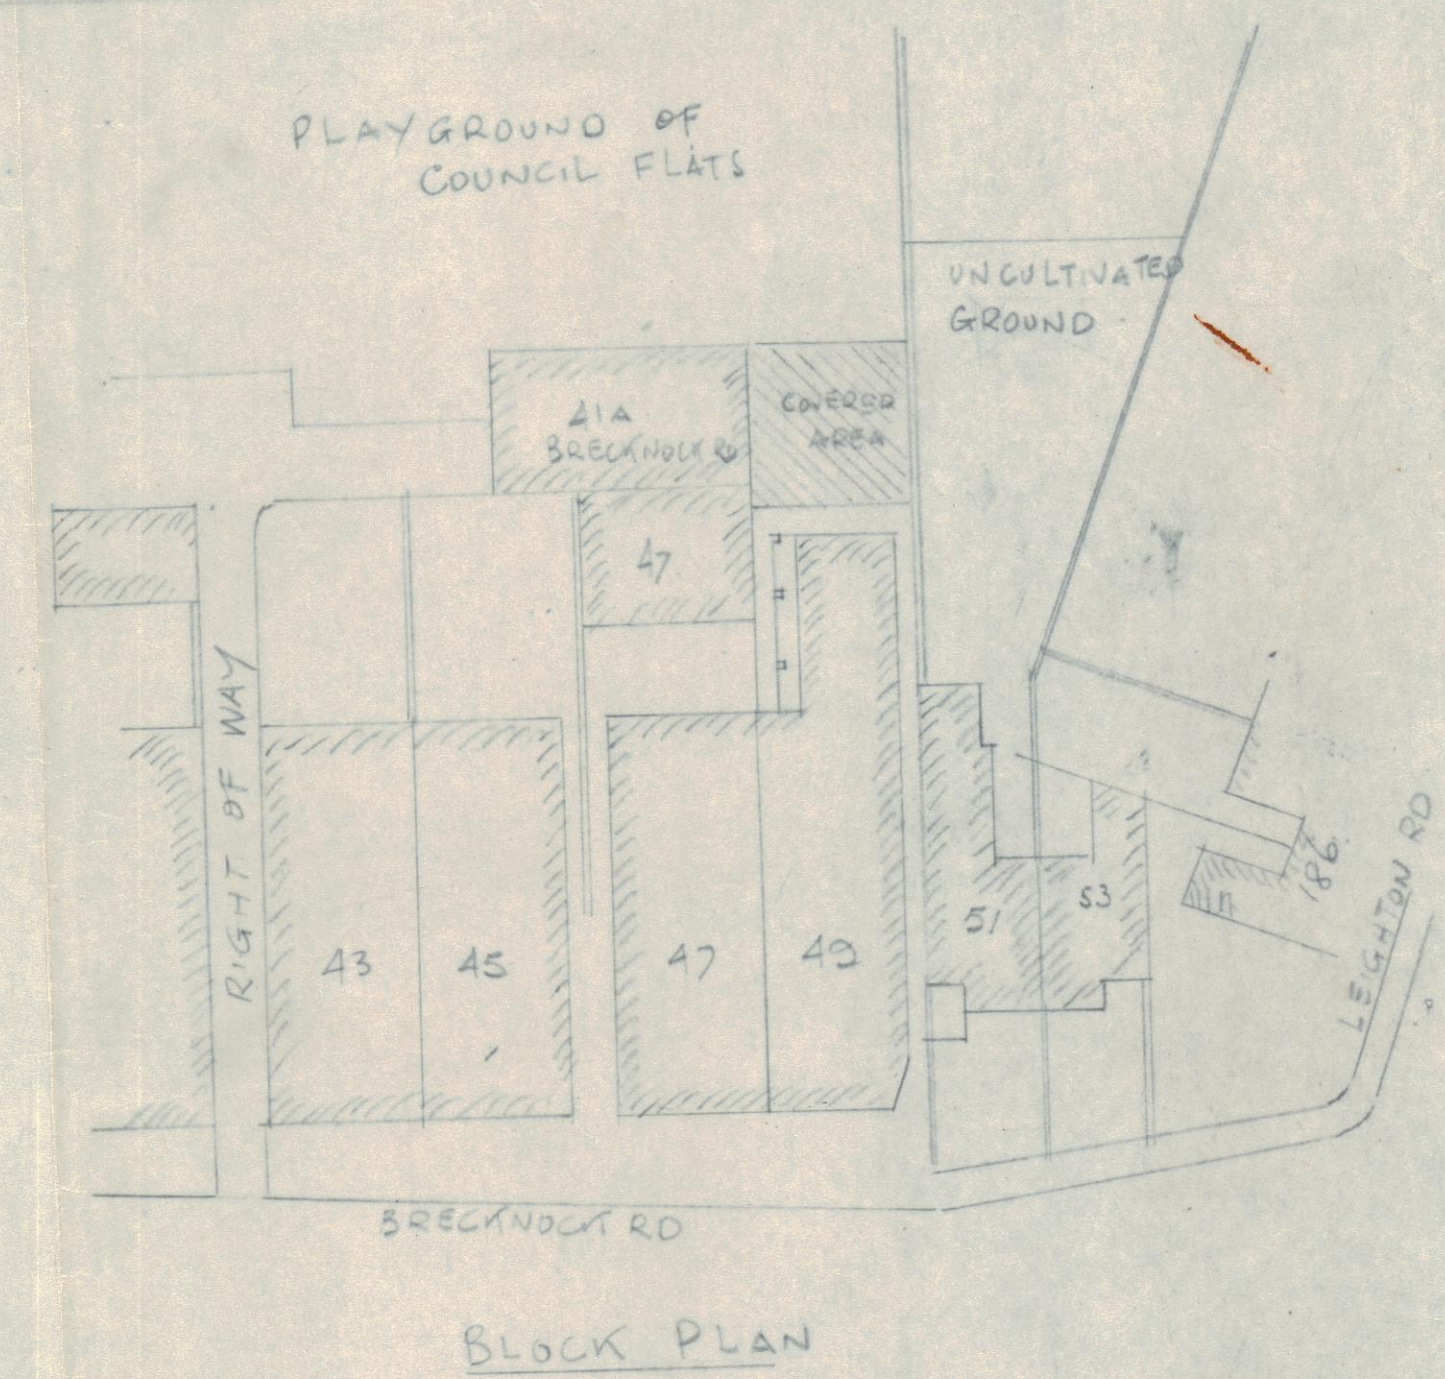 PLAYGROUND OF
COUNCIL FLATS
UNCULTIVATED
GROUND
41A
BRECKNOCK RD
COVERED
AREA
47
RIGHT OF WAY
43
45
47
49
51
53
186
LEIGHTON RD
BRECKNOCK RD
BLOCK PLAN